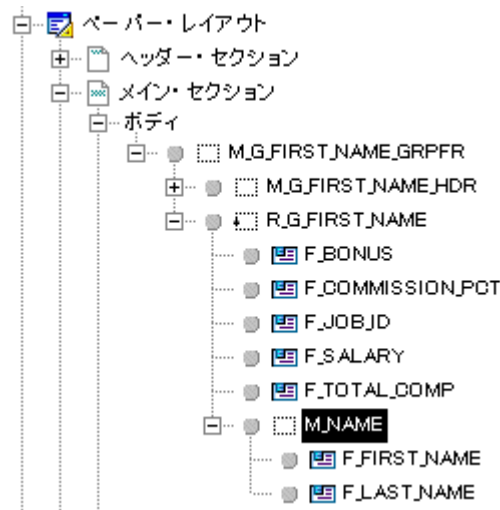 ペーパー・レイアウト
ヘッダー・セクション
メイン・セクション
ボディ
M_G_FIRST_NAME_GRPFR
M_G_FIRST_NAME_HDR
R_G_FIRST_NAME
F_BONUS
F_COMMISSION_PCT
F_JOB_ID
F_SALARY
F_TOTAL_COMP
M_NAME
F_FIRST_NAME
F_LAST_NAME